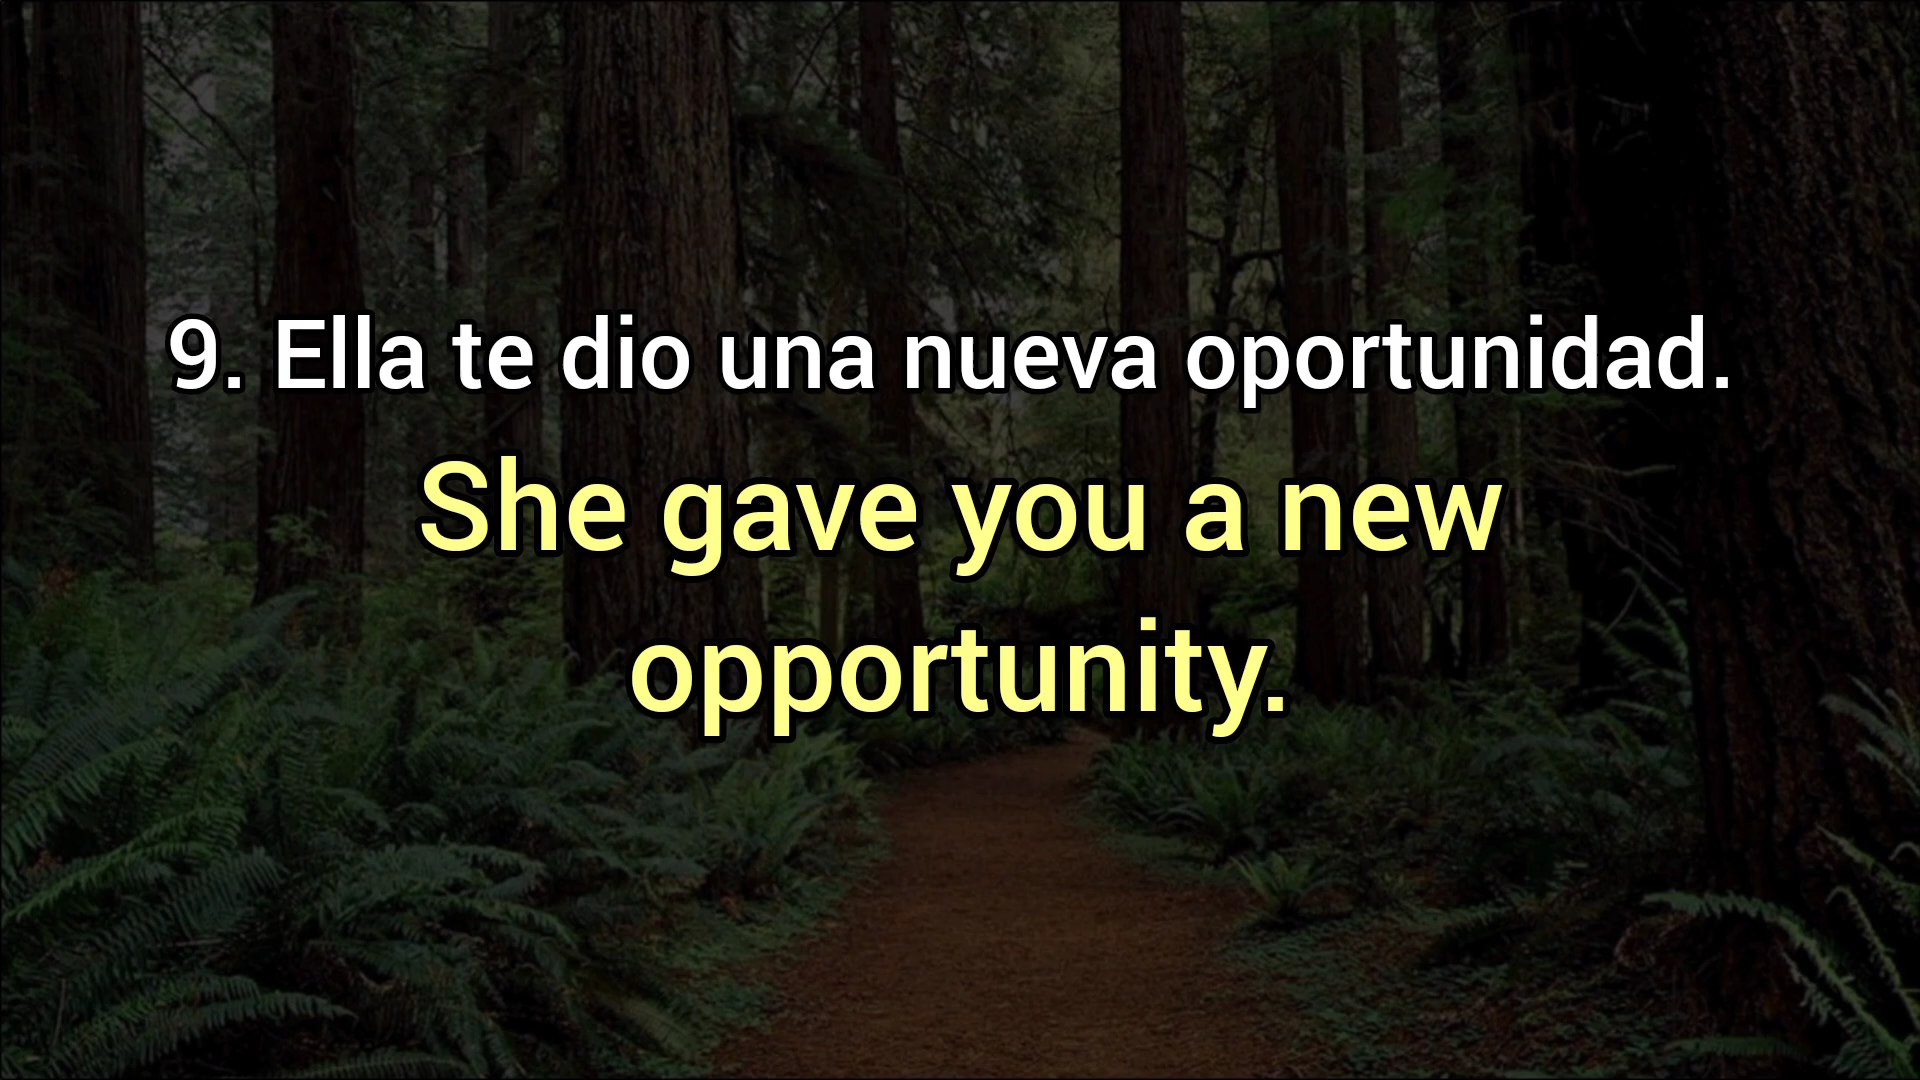 9. Ella te dio una nueva oportunidad.
She gave you a new
opportunity.